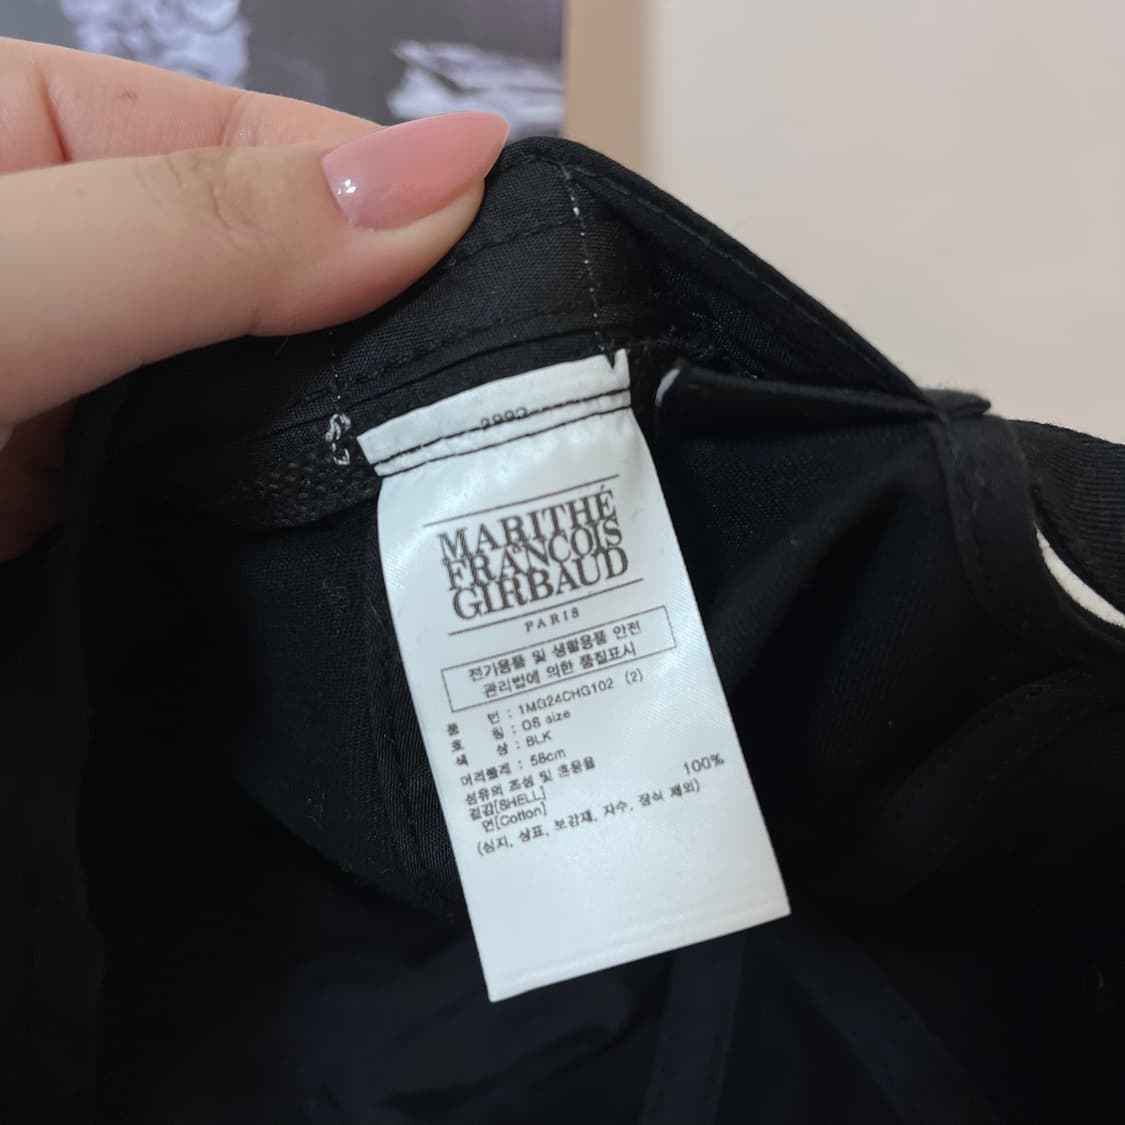 MARITHÉ
FRANCOIS
GIRBAUD
PARIS
전기용품 및 생활용품 안전
관리법에 의한 품질표시
품 번 : 1MG24CHG102 (2)
호 칭 : OS size
색 상 : BLK
머리둘레 : 58cm
섬유의 조성 및 혼용율
겉감[SHELL]
면[Cotton] 100%
(심지, 상표, 보강재, 자수, 장식 제외)